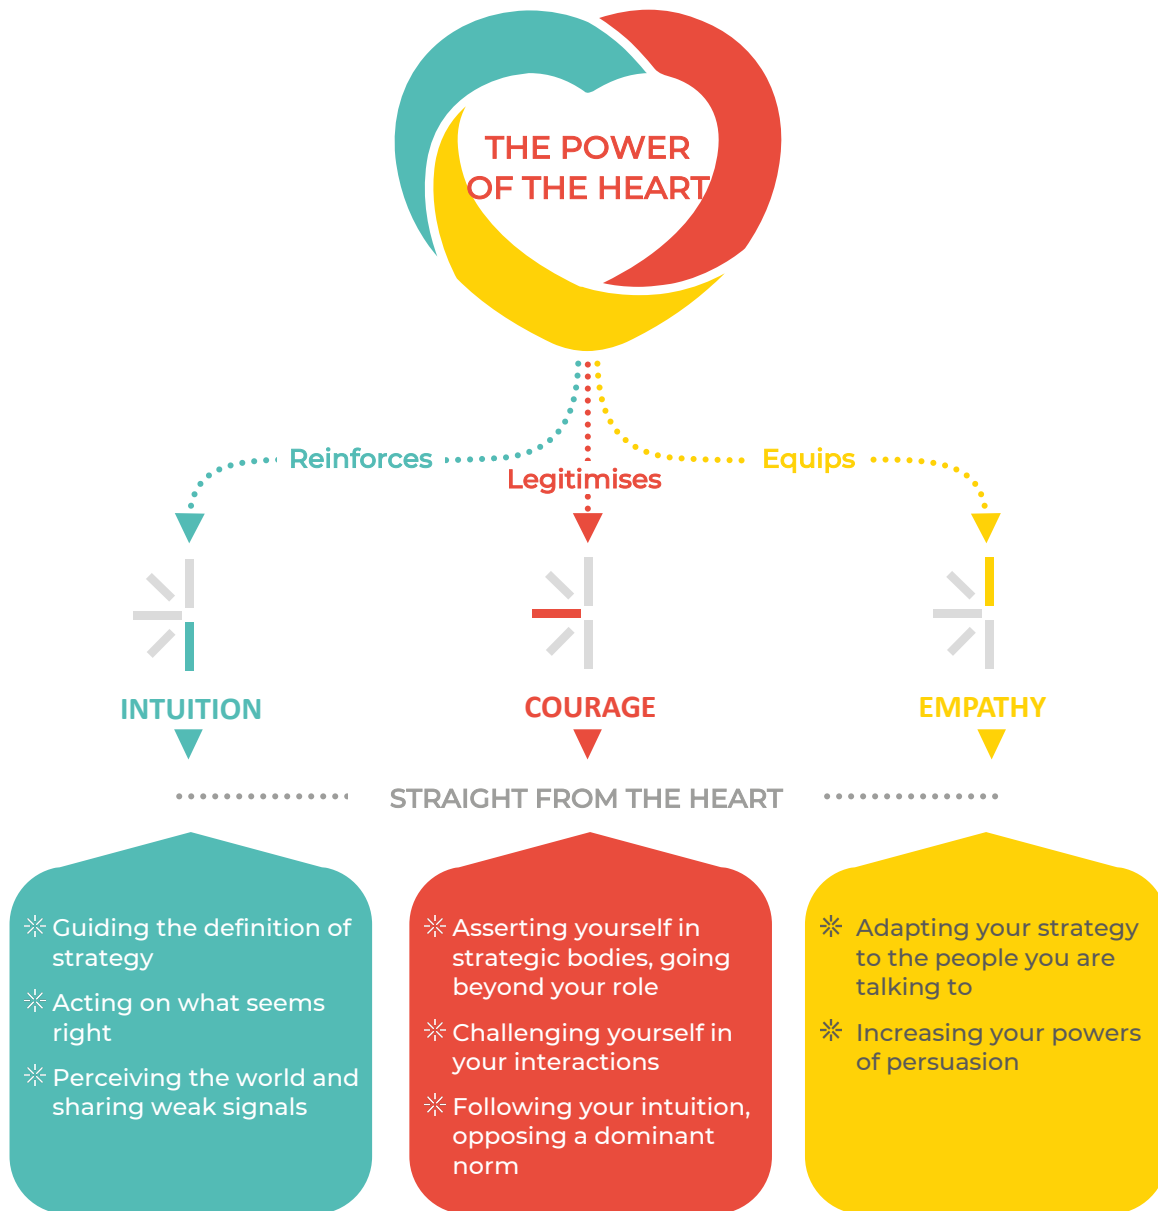 THE POWER
OF THE HEART
Reinforces
Legitimises
Equips
INTUITION
COURAGE
EMPATHY
STRAIGHT FROM THE HEART
Guiding the definition of
strategy
Acting on what seems
right
Perceiving the world and
sharing weak signals
Asserting yourself in
strategic bodies, going
beyond your role
Challenging yourself in
your interactions
Following your intuition,
opposing a dominant
norm
Adapting your strategy
to the people you are
talking to
Increasing your powers
of persuasion